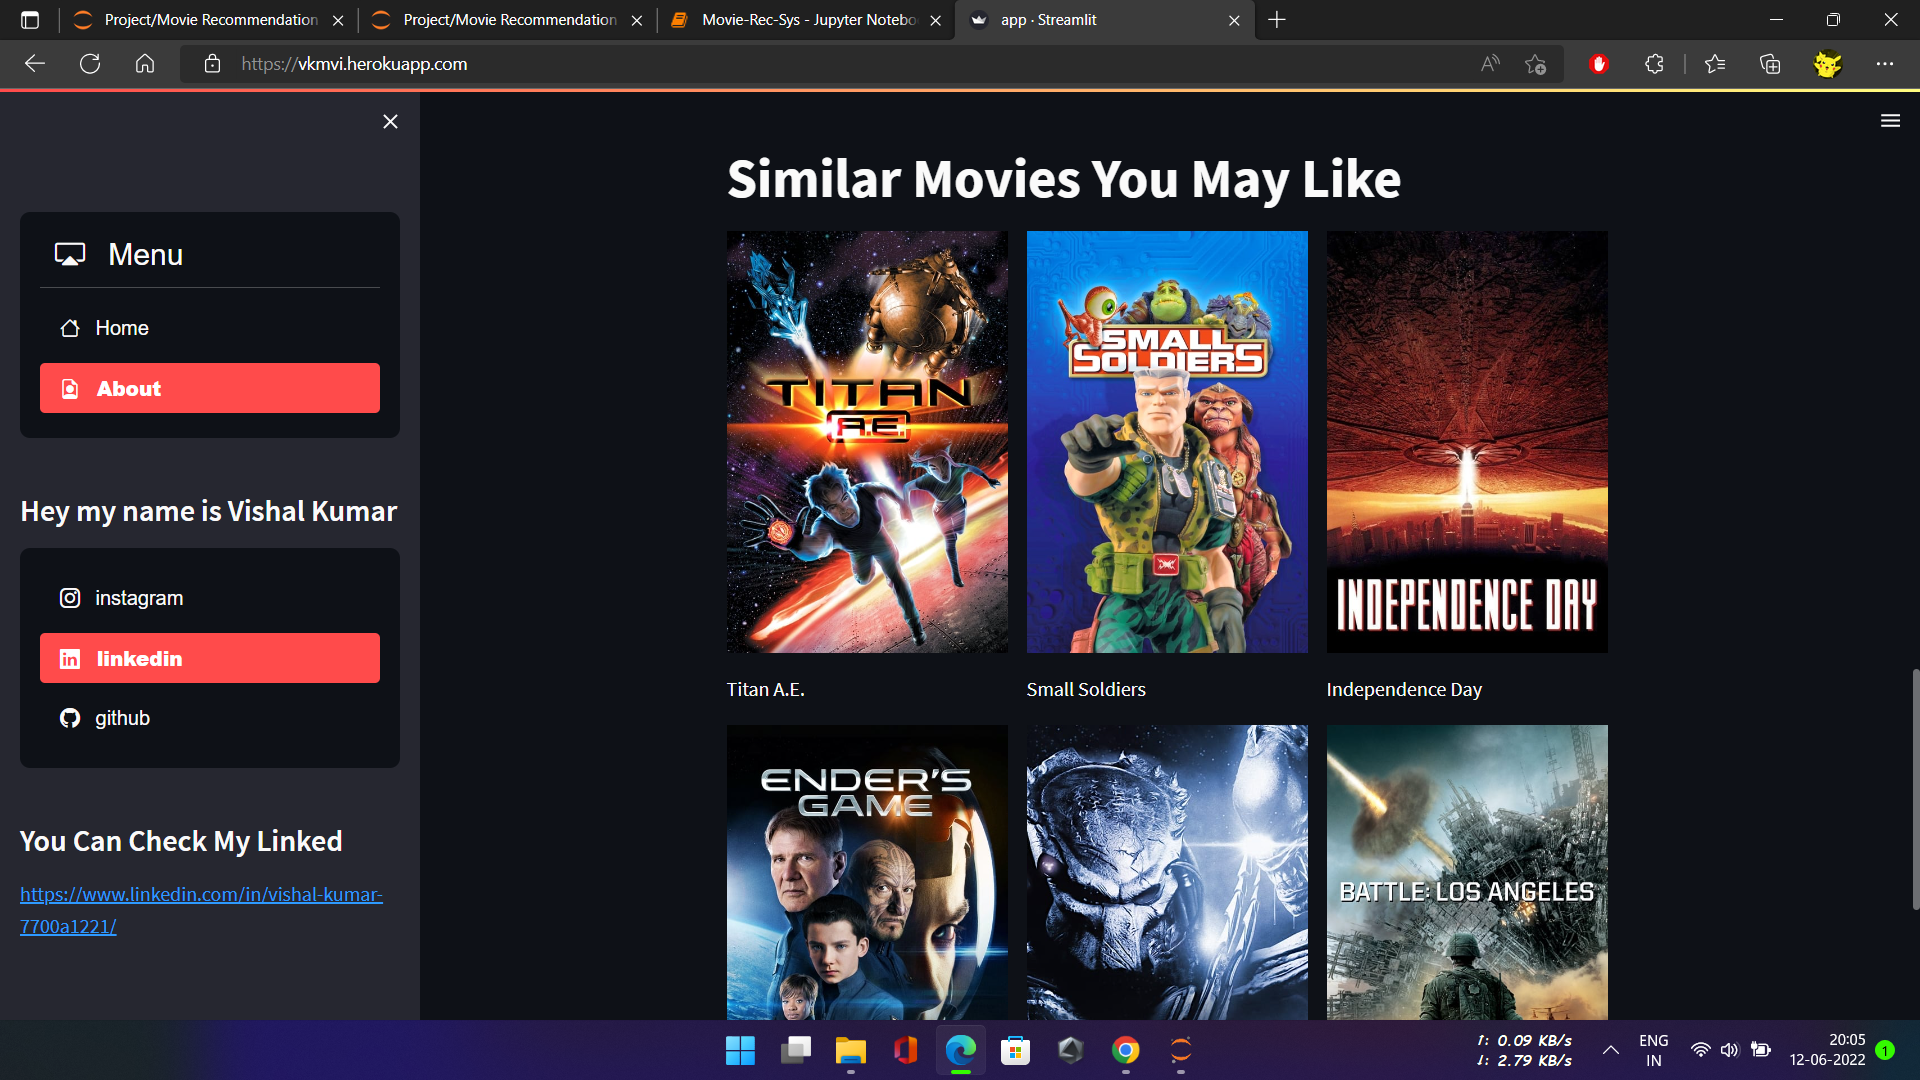 Project/Movie Recommendation
Project/Movie Recommendation
Movie-Rec-Sys - Jupyter Notebo
app · Streamlit
https://vkmvi.herokuapp.com
Menu
Home
About
Hey my name is Vishal Kumar
instagram
linkedin
github
You Can Check My Linked
https://www.linkedin.com/in/vishal-kumar-
7700a1221/
Similar Movies You May Like
TITAN
A.E.
SMALL
SOLDIERS
INDEPENDENCE DAY
Titan A.E.
Small Soldiers
Independence Day
ENDER'S
GAME
BATTLE: LOS ANGELES
↑: 0.09 KB/s
↓: 2.79 KB/s
ENG
IN
20:05
12-06-2022
1